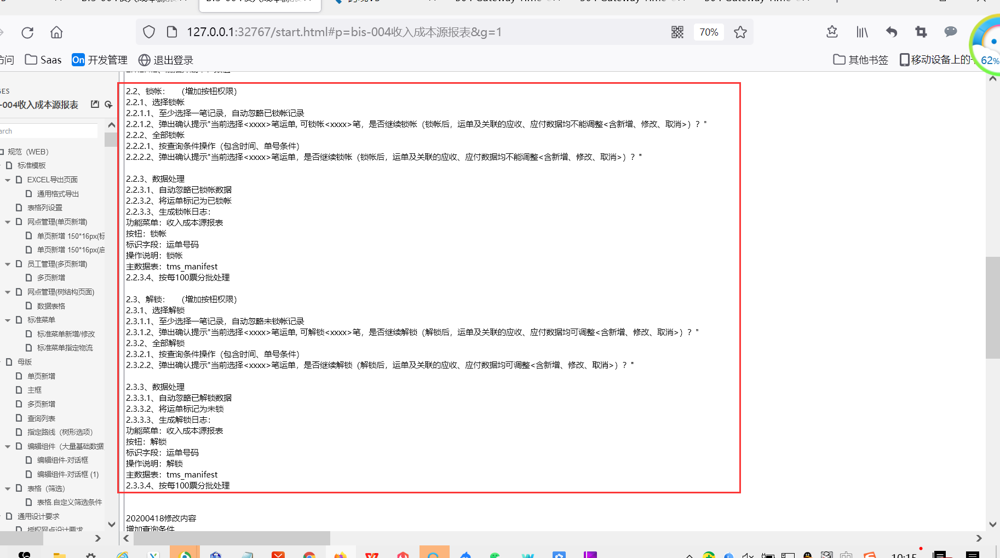 127.0.0.1:32767/start.html#p=bis-004收入成本源报表&g=1
70%
Saas
On 开发管理
退出登录
其他书签
移动设备上的
62%
-004收入成本源报表
规范（WEB）
标准模板
EXCEL导出页面
通用格式导出
表格列设置
网点管理(单页新增)
单页新增 150*16px(标
单页新增 150*16px(启
员工管理(多页新增)
多页新增
网点管理(树结构页面)
数据表格
标准菜单
标准菜单新增/修改
标准菜单指定物流
母版
单页新增
主框
多页新增
查询列表
指定路线（树形选项）
编辑组件（大量基础数据
编辑组件-对话框
编辑组件-对话框 (1)
表格（筛选）
表格.自定义筛选条件
通用设计要求
授权网点设计要求
2.2、锁帐：　（增加按钮权限）
2.2.1、选择锁帐
2.2.1.1、至少选择一笔记录，自动忽略已锁帐记录
2.2.1.2、弹出确认提示"当前选择<xxxx>笔运单, 可锁帐<xxxx>笔，是否继续锁帐（锁帐后，运单及关联的应收、应付数据均不能调整<含新增、修改、取消>）？"
2.2.2、全部锁帐
2.2.2.1、按查询条件操作（包含时间、单号条件）
2.2.2.2、弹出确认提示"当前选择<xxxx>笔运单，是否继续锁帐（锁帐后，运单及关联的应收、应付数据均不能调整<含新增、修改、取消>）？"
2.2.3、数据处理
2.2.3.1、自动忽略已锁帐数据
2.2.3.2、将运单标记为已锁帐
2.2.3.3、生成锁帐日志：
功能菜单：收入成本源报表
按钮：锁帐
标识字段：运单号码
操作说明：锁帐
主数据表：tms_manifest
2.2.3.4、按每100票分批处理
2.3、解锁：　（增加按钮权限）
2.3.1、选择解锁
2.3.1.1、至少选择一笔记录，自动忽略未锁帐记录
2.3.1.2、弹出确认提示"当前选择<xxxx>笔运单, 可解锁<xxxx>笔，是否继续解锁（解锁后，运单及关联的应收、应付数据均可调整<含新增、修改、取消>）？"
2.3.2、全部解锁
2.3.2.1、按查询条件操作（包含时间、单号条件）
2.3.2.2、弹出确认提示"当前选择<xxxx>笔运单，是否继续解锁（解锁后，运单及关联的应收、应付数据均可调整<含新增、修改、取消>）？"
2.3.3、数据处理
2.3.3.1、自动忽略已解锁数据
2.3.3.2、将运单标记为未锁
2.3.3.3、生成解锁日志：
功能菜单：收入成本源报表
按钮：解锁
标识字段：运单号码
操作说明：解锁
主数据表：tms_manifest
2.3.3.4、按每100票分批处理
20200418修改内容
增加查询条件
10:15